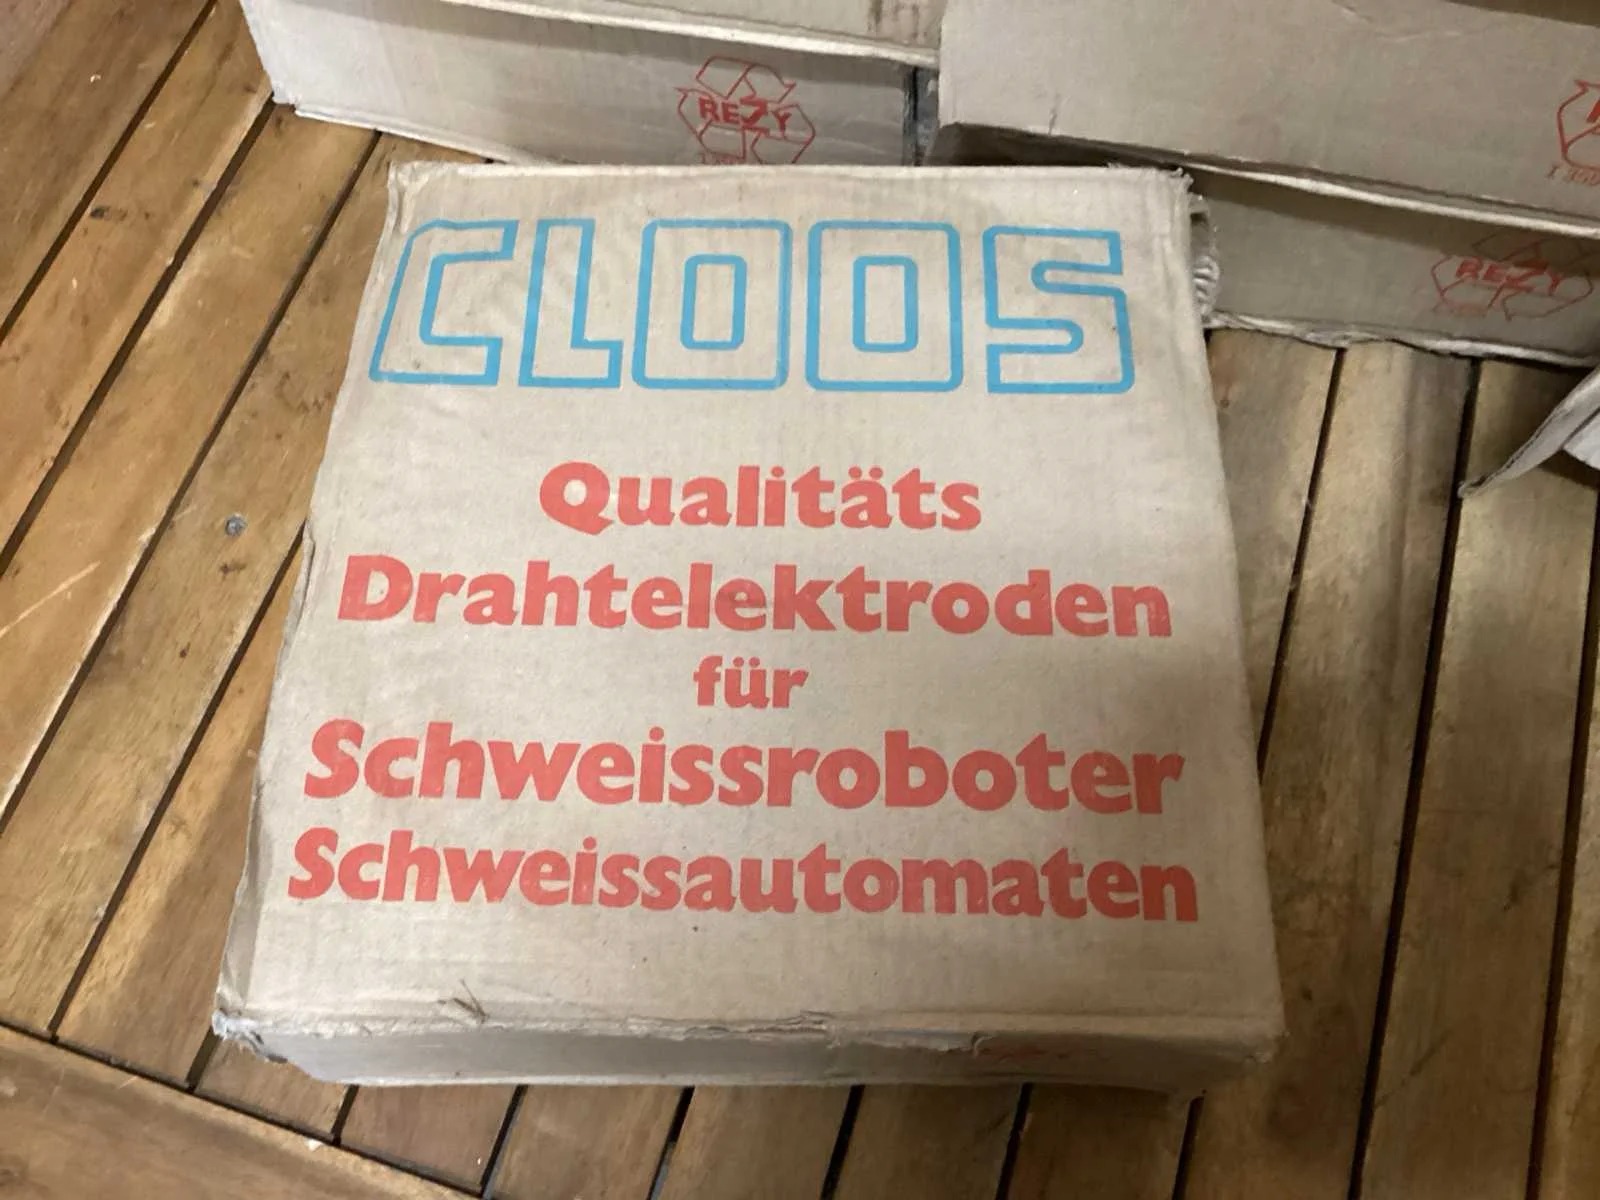 REZY
CLOOS
Qualitäts
Drahtelektroden
für
Schweissroboter
Schweissautomaten
REZY